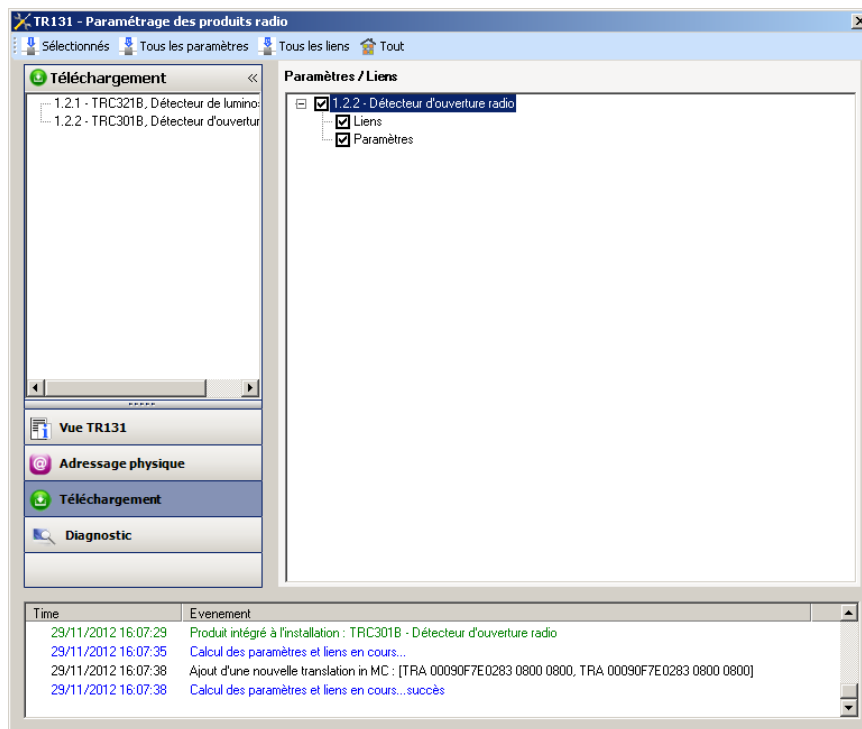 TR131 - Paramétrage des produits radio
Sélectionnés Tous les paramètres Tous les liens Tout
Téléchargement «
1.2.1 - TRC321B, Détecteur de lumino
1.2.2 - TRC301B, Détecteur d'ouvertur
Vue TR131
Adressage physique
Téléchargement
Diagnostic
Paramètres / Liens
1.2.2 - Détecteur d'ouverture radio
Liens
Paramètres
Time Evenement
29/11/2012 16:07:29 Produit intégré à l'installation : TRC301B - Détecteur d'ouverture radio
29/11/2012 16:07:35 Calcul des paramètres et liens en cours...
29/11/2012 16:07:38 Ajout d'une nouvelle translation in MC : [TRA 00090F7E0283 0800 0800, TRA 00090F7E0283 0800 0800]
29/11/2012 16:07:38 Calcul des paramètres et liens en cours...succès